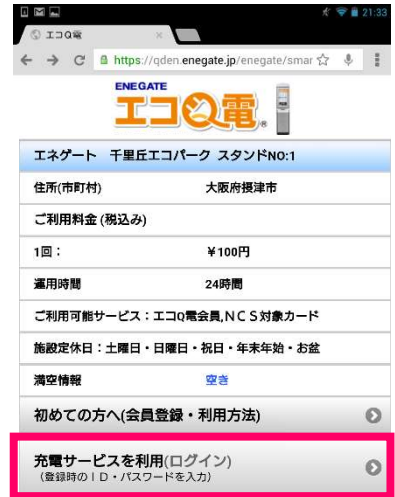 21:33
エコQ電
https://qden.enegate.jp/enegate/smar
ENEGATE
エコQ電®
エネゲート 千里丘エコパーク スタンドNO:1
住所(市町村) 大阪府摂津市
ご利用料金(税込み)
1回： ￥100円
運用時間 24時間
ご利用可能サービス：エコQ電会員,ＮＣＳ対象カード
施設定休日：土曜日・日曜日・祝日・年末年始・お盆
満空情報 空き
初めての方へ(会員登録・利用方法)
充電サービスを利用(ログイン)
（登録時のＩＤ・パスワードを入力）